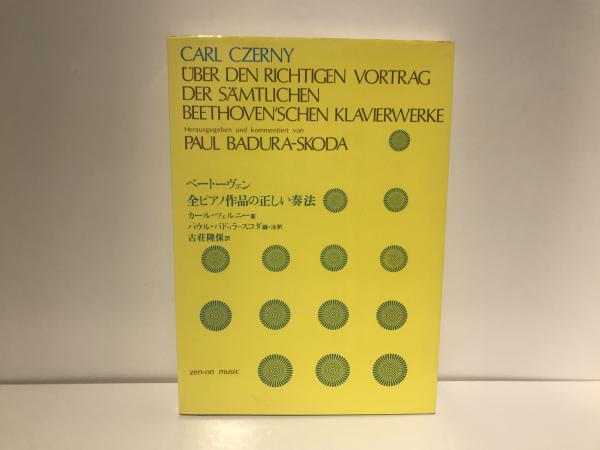 CARL CZERNY
ÜBER DEN RICHTIGEN VORTRAG
DER SÄMTLICHEN
BEETHOVEN'SCHEN KLAVIERWERKE
Herausgegeben und kommentiert von
PAUL BADURA-SKODA
ベートーヴェン
全ピアノ作品の正しい奏法
カール・ツェルニー著
パウル・バドゥラ=スコダ編・注釈
古荘隆保訳
zen-on music